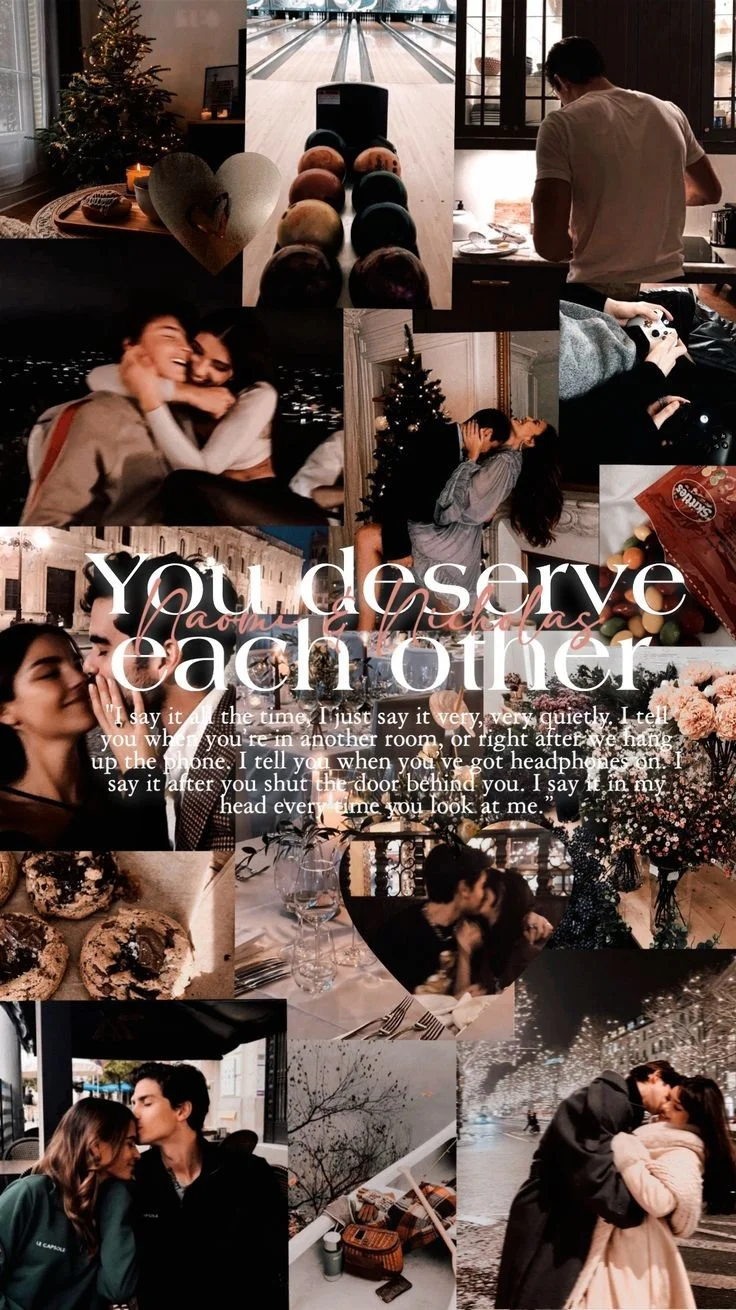 Skittles
You deserve
Naomi & Nicholas
each other
"I say it all the time, I just say it very, very quietly. I tell
you when you're in another room, or right after we hang
up the phone. I tell you when you've got headphones on. I
say it after you shut the door behind you. I say it in my
head every time you look at me.”
LE CAPSULE